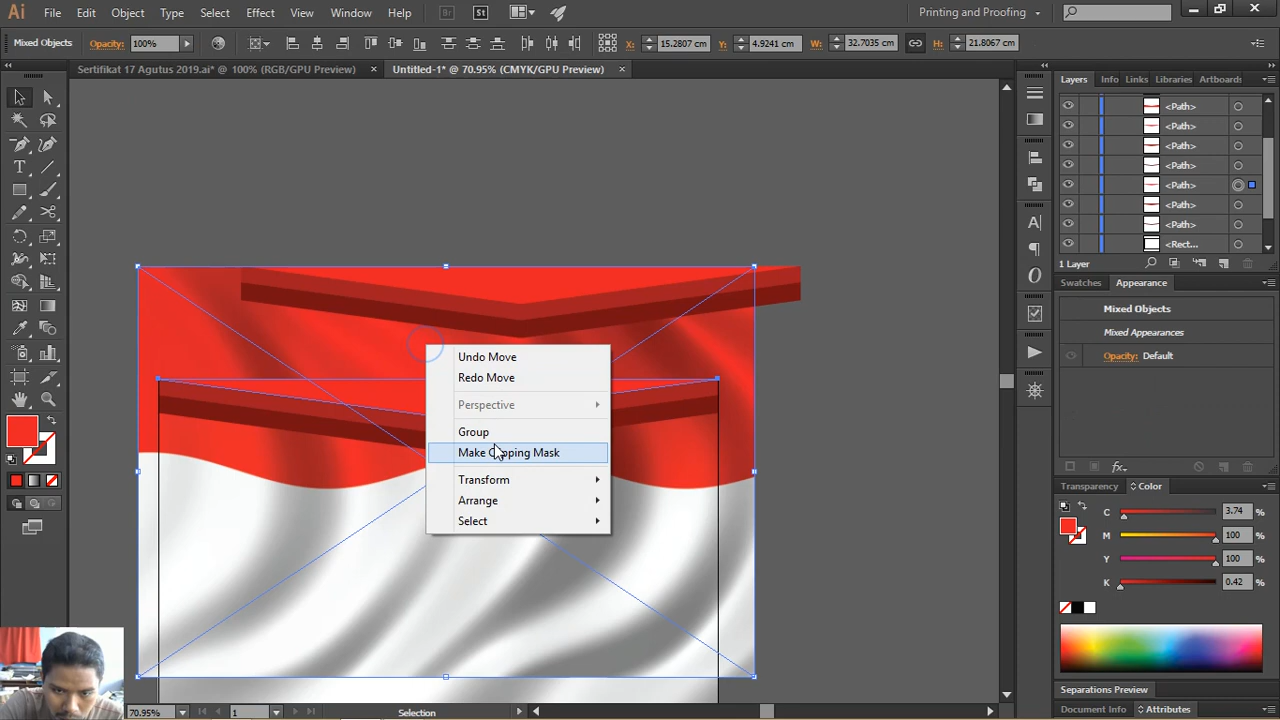 Ai File Edit Object Type Select Effect View Window Help Br St Printing and Proofing
Mixed Objects Opacity: 100% X: 15.2807 cm Y: 4.9241 cm W: 32.7035 cm H: 21.8067 cm
Sertifikat 17 Agutus 2019.ai* @ 100% (RGB/GPU Preview) × Untitled-1* @ 70.95% (CMYK/GPU Preview) ×
Layers Info Links Libraries Artboards
<Path>
<Path>
<Path>
<Path>
<Path>
<Path>
<Path>
<Rect...
1 Layer
Swatches Appearance
Mixed Objects
Mixed Appearances
Opacity: Default
fx
Transparency Color
C 3.74 %
M 100 %
Y 100 %
K 0.42 %
Separations Preview
Document Info Attributes
Undo Move
Redo Move
Perspective
Group
Make Clipping Mask
Transform
Arrange
Select
70.95% 1 Selection